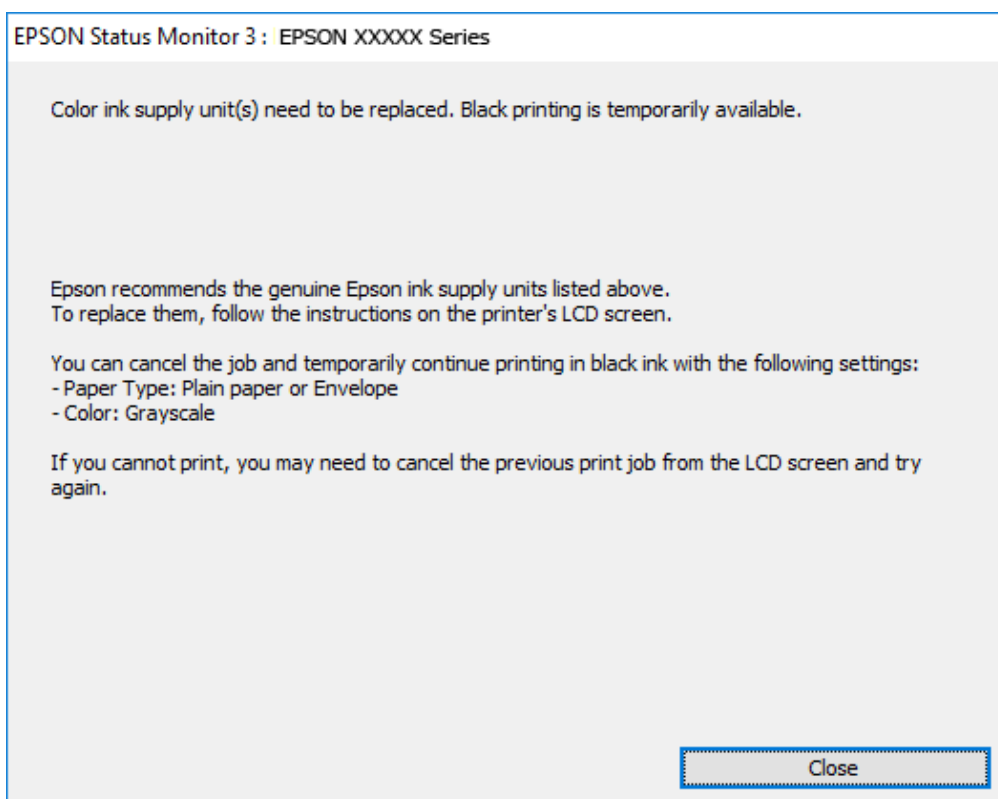 EPSON Status Monitor 3 : EPSON XXXXX Series
Color ink supply unit(s) need to be replaced. Black printing is temporarily available.
Epson recommends the genuine Epson ink supply units listed above.
To replace them, follow the instructions on the printer's LCD screen.
You can cancel the job and temporarily continue printing in black ink with the following settings:
- Paper Type: Plain paper or Envelope
- Color: Grayscale
If you cannot print, you may need to cancel the previous print job from the LCD screen and try
again.
Close